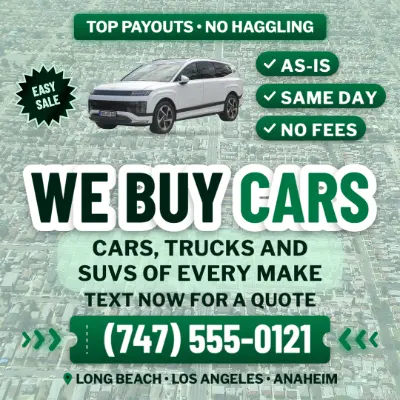 TOP PAYOUTS • NO HAGGLING
EASY
SALE
✓ AS-IS
✓ SAME DAY
✓ NO FEES
WE BUY CARS
CARS, TRUCKS AND
SUVS OF EVERY MAKE
TEXT NOW FOR A QUOTE
(747) 555-0121
LONG BEACH • LOS ANGELES • ANAHEIM